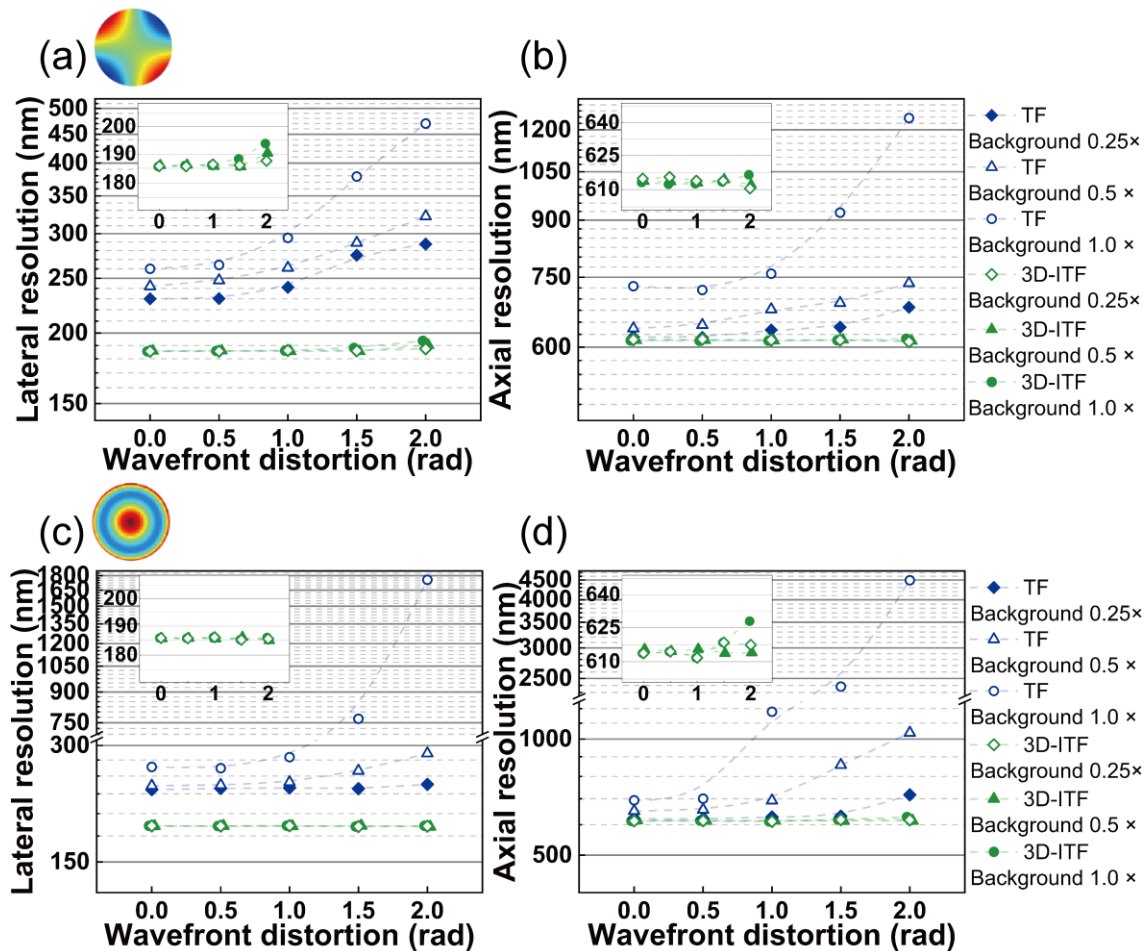 (a)
Lateral resolution (nm)
500
450
400
350
300
250
200
150
200
190
180
0 1 2
0.0 0.5 1.0 1.5 2.0
Wavefront distortion (rad)
(b)
Axial resolution (nm)
1200
1050
900
750
600
640
625
610
0 1 2
0.0 0.5 1.0 1.5 2.0
Wavefront distortion (rad)
TF
Background 0.25×
TF
Background 0.5 ×
TF
Background 1.0 ×
3D-ITF
Background 0.25×
3D-ITF
Background 0.5 ×
3D-ITF
Background 1.0 ×
(c)
Lateral resolution (nm)
1800
1650
1500
1350
1200
1050
900
750
300
150
200
190
180
0 1 2
0.0 0.5 1.0 1.5 2.0
Wavefront distortion (rad)
(d)
Axial resolution (nm)
4500
4000
3500
3000
2500
1000
500
640
625
610
0 1 2
0.0 0.5 1.0 1.5 2.0
Wavefront distortion (rad)
TF
Background 0.25×
TF
Background 0.5 ×
TF
Background 1.0 ×
3D-ITF
Background 0.25×
3D-ITF
Background 0.5 ×
3D-ITF
Background 1.0 ×